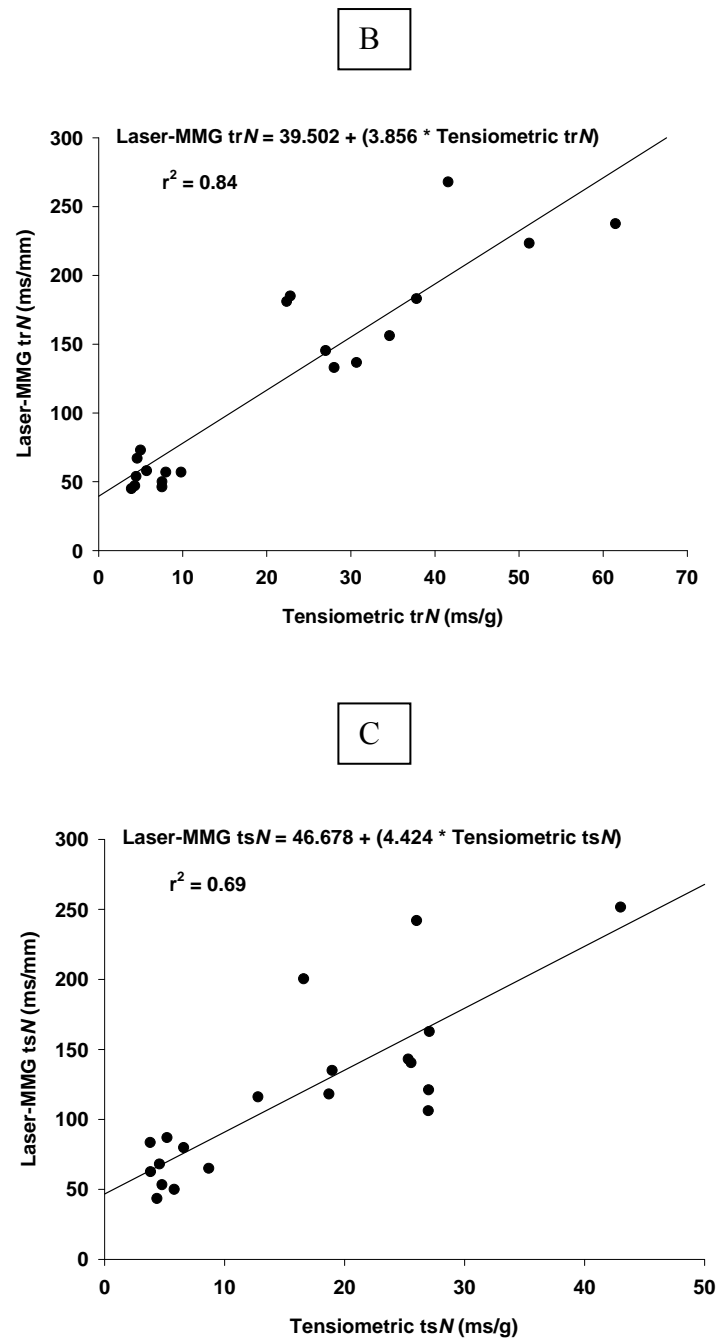 B
Laser-MMG trN = 39.502 + (3.856 * Tensiometric trN)
r² = 0.84
300
250
200
150
100
50
0
Laser-MMG trN (ms/mm)
0 10 20 30 40 50 60 70
Tensiometric trN (ms/g)
C
Laser-MMG tsN = 46.678 + (4.424 * Tensiometric tsN)
r² = 0.69
300
250
200
150
100
50
0
Laser-MMG tsN (ms/mm)
0 10 20 30 40 50
Tensiometric tsN (ms/g)